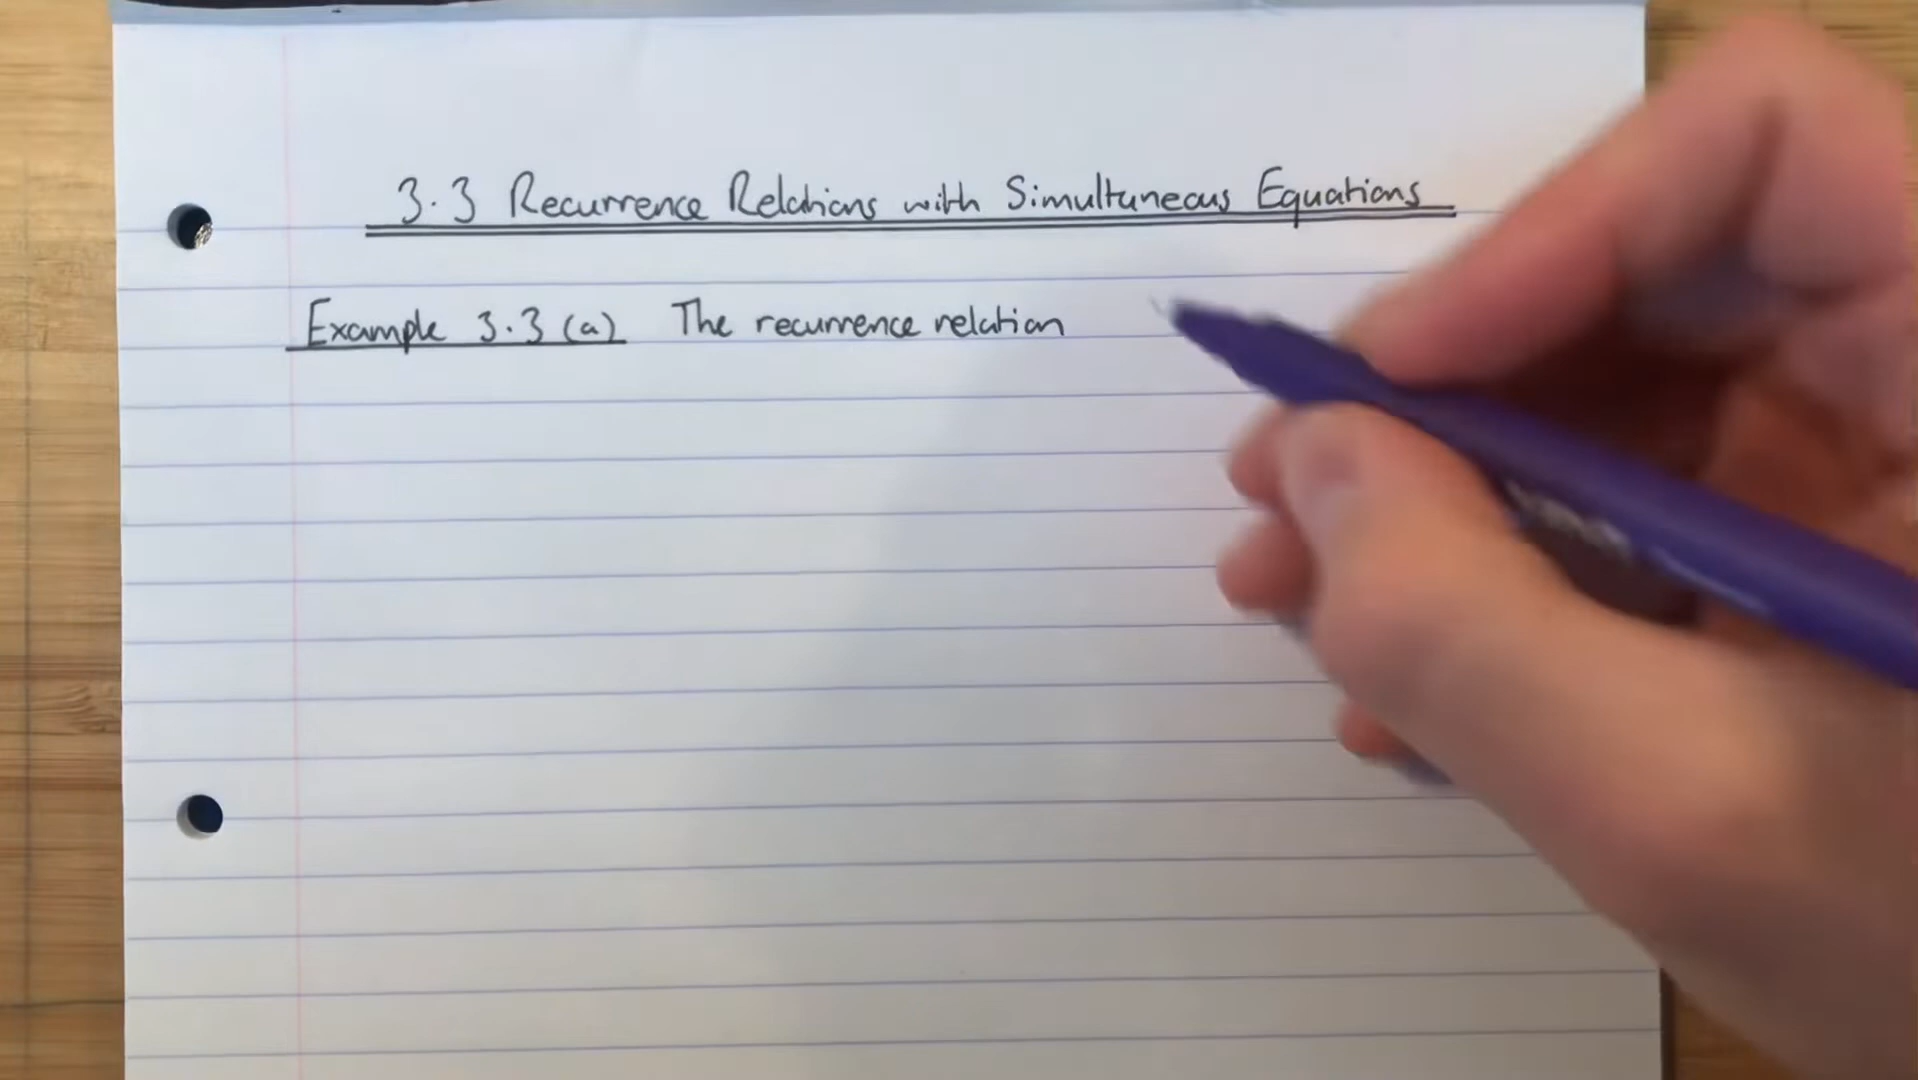 3.3 Recurrence Relations with Simultaneous Equations
Example 3.3 (a) The recurrence relation